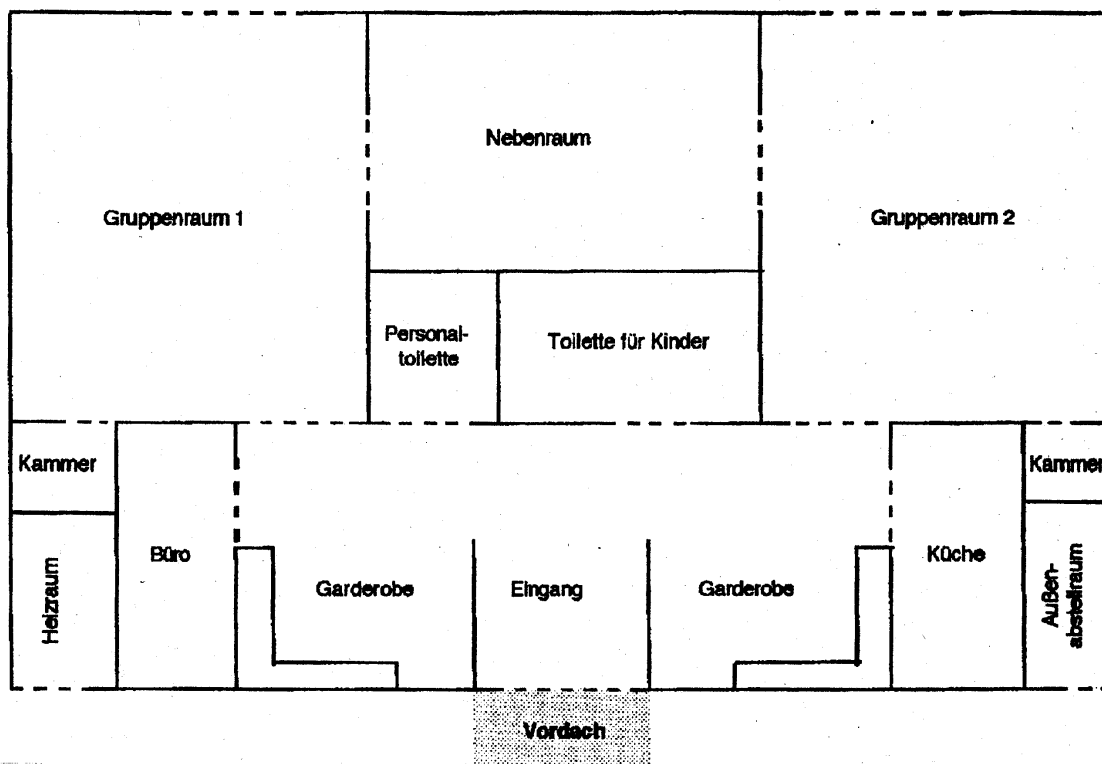 Nebenraum
Gruppenraum 1
Gruppenraum 2
Personal-
toilette
Toilette für Kinder
Kammer
Kammer
Büro
Küche
Heizraum
Garderobe
Eingang
Garderobe
Außen-
abstellraum
Vordach